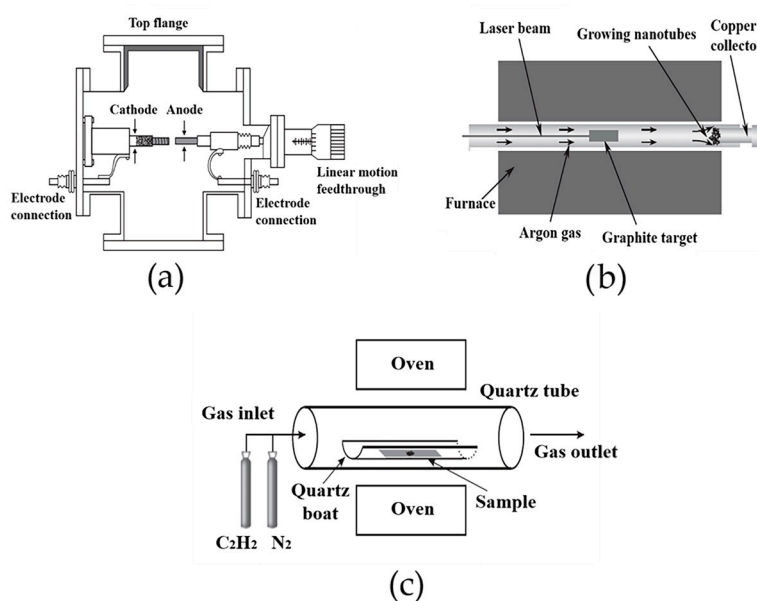 Top flange
Cathode Anode
Linear motion
feedthrough
Electrode
connection
Electrode
connection
(a)
Laser beam
Growing nanotubes
Copper
collecto
Furnace
Argon gas
Graphite target
(b)
Oven
Quartz tube
Gas inlet
Gas outlet
Quartz
boat
Sample
Oven
C2H2 N2
(c)